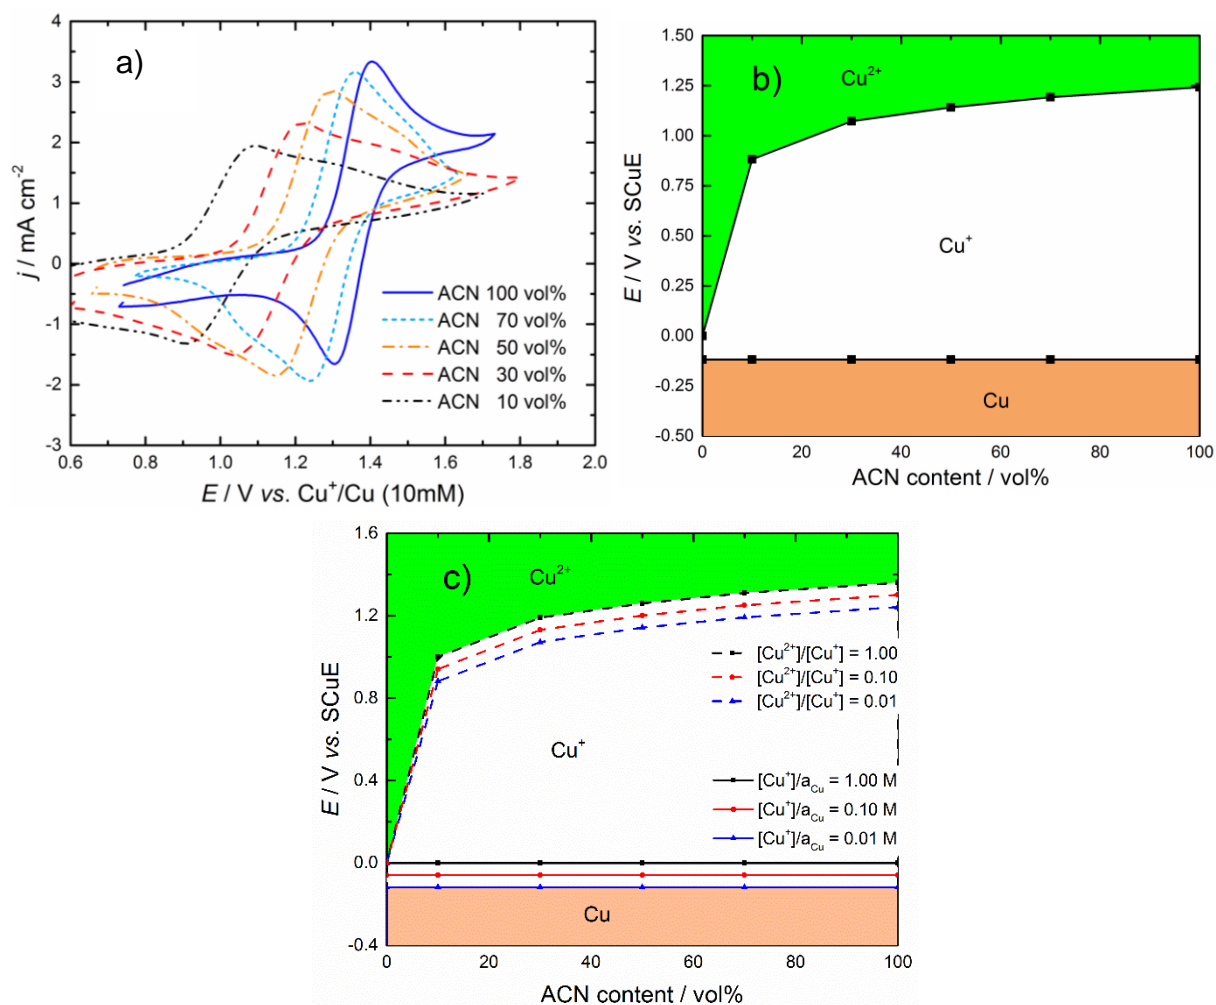 a)
4
3
2
1
0
-1
-2
-3
j / mA cm⁻²
ACN 100 vol%
ACN 70 vol%
ACN 50 vol%
ACN 30 vol%
ACN 10 vol%
0.6 0.8 1.0 1.2 1.4 1.6 1.8 2.0
E / V vs. Cu⁺/Cu (10mM)
b)
1.50
1.25
1.00
0.75
0.50
0.25
0.00
-0.25
-0.50
E / V vs. SCuE
Cu²⁺
Cu⁺
Cu
0 20 40 60 80 100
ACN content / vol%
c)
1.6
1.2
0.8
0.4
0.0
-0.4
E / V vs. SCuE
Cu²⁺
[Cu²⁺]/[Cu⁺] = 1.00
[Cu²⁺]/[Cu⁺] = 0.10
[Cu²⁺]/[Cu⁺] = 0.01
Cu⁺
[Cu⁺]/a_Cu = 1.00 M
[Cu⁺]/a_Cu = 0.10 M
[Cu⁺]/a_Cu = 0.01 M
Cu
0 20 40 60 80 100
ACN content / vol%